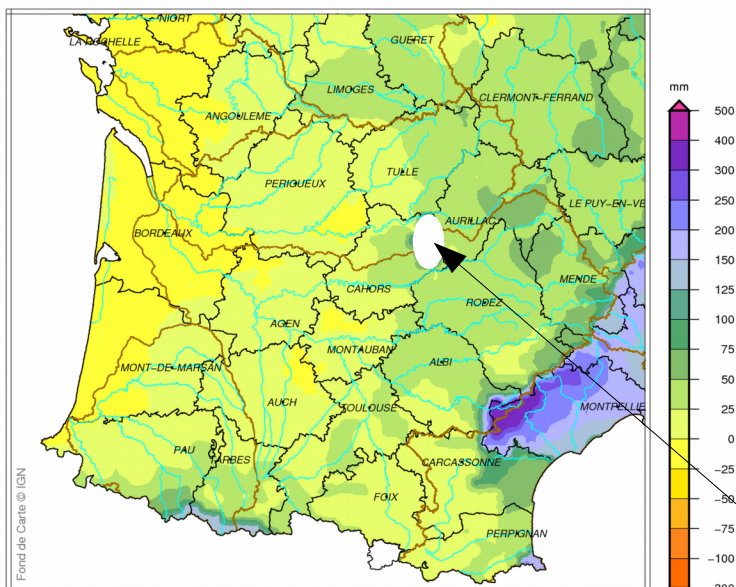 NIORT
LA ROCHELLE
GUERET
LIMOGES
CLERMONT-FERRAND
ANGOULEME
TULLE
PERIGUEUX
LE PUY-EN-VE
AURILLAC
BORDEAUX
MENDE
CAHORS
RODEZ
AGEN
MONTAUBAN
ALBI
MONT-DE-MARSAN
AUCH
TOULOUSE
MONTPELLIE
PAU
TARBES
CARCASSONNE
FOIX
PERPIGNAN
Fond de Carte © IGN
mm
500
400
300
250
200
150
125
100
75
50
25
0
-25
-50
-75
-100